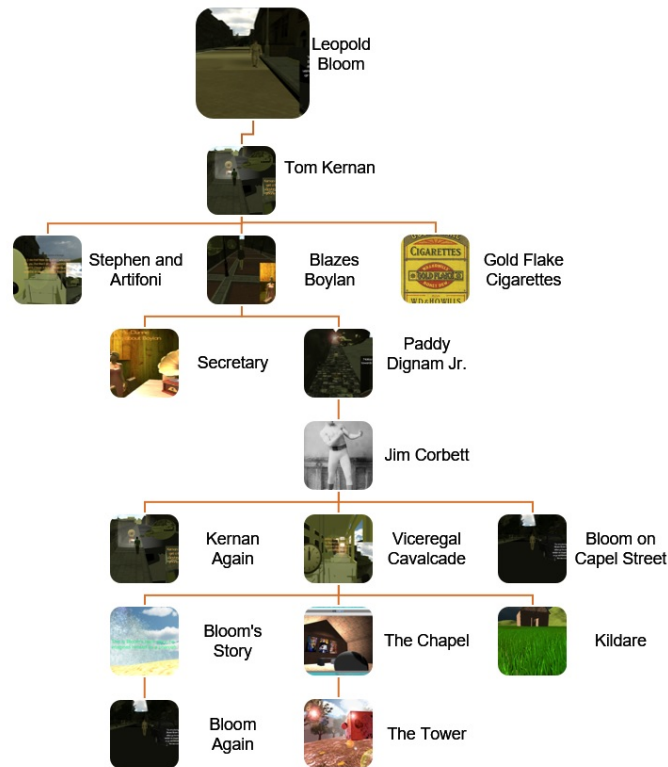 Leopold
Bloom
Tom Kernan
Stephen and
Artifoni
Blazes
Boylan
CIGARETTES
GOLD FLAKE
Gold Flake
Cigarettes
Secretary
Paddy
Dignam Jr.
Jim Corbett
Kernan
Again
Viceregal
Cavalcade
Bloom on
Capel Street
Bloom's
Story
The Chapel
Kildare
Bloom
Again
The Tower